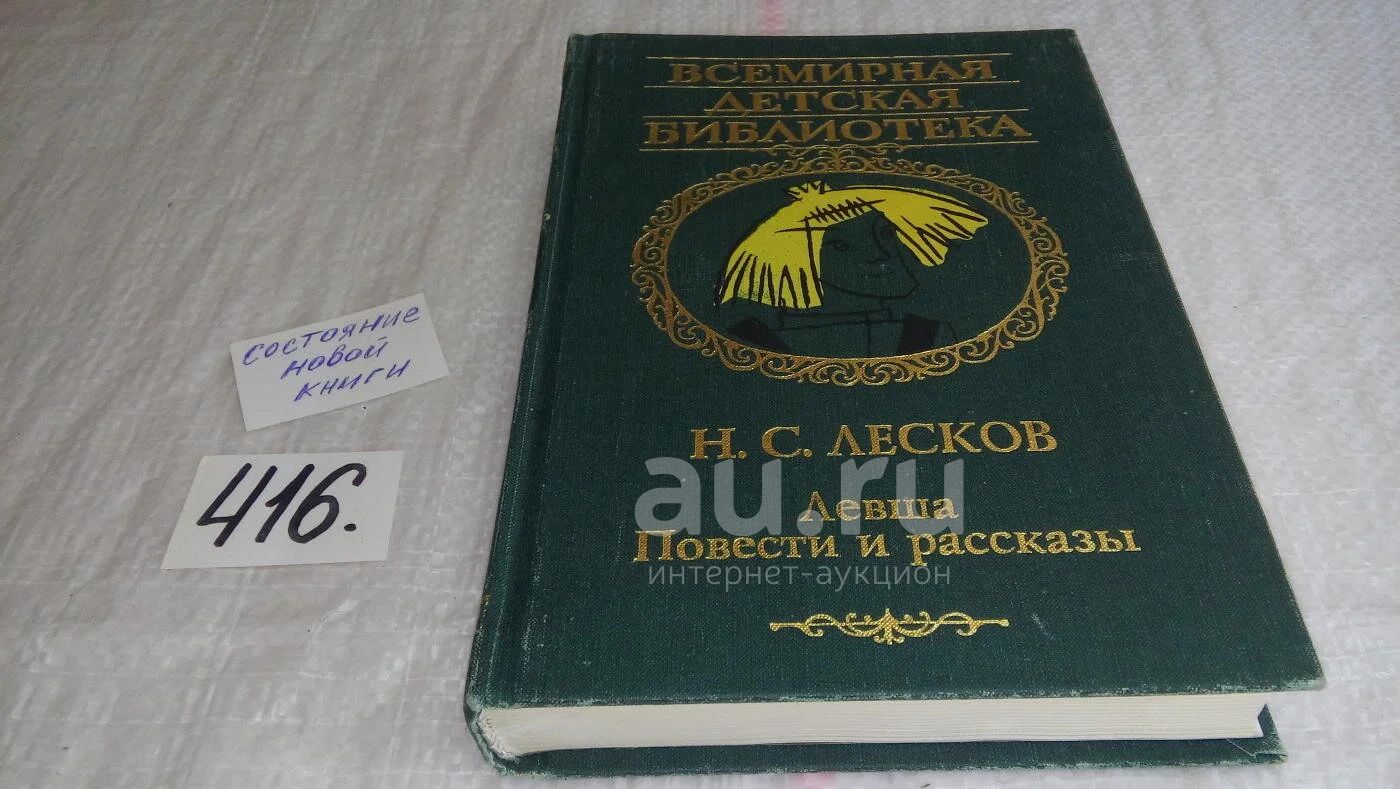 ВСЕМИРНАЯ
ДЕТСКАЯ
БИБЛИОТЕКА
состояние
новой
книги
416.
Н. С. ЛЕСКОВ
au.ru
Левша
Повести и рассказы
интернет-аукцион